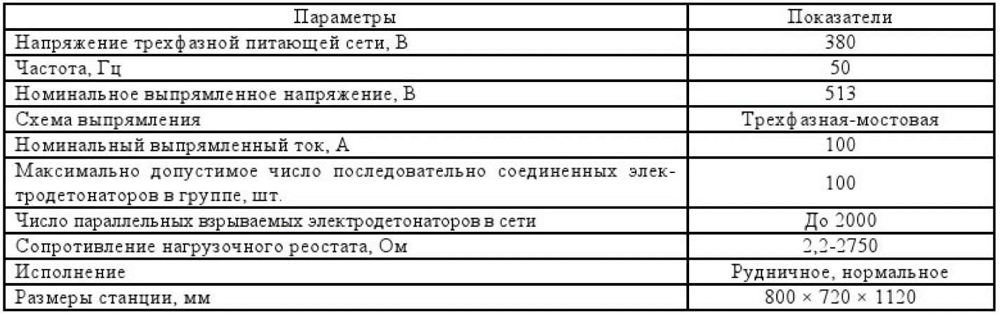 Параметры Показатели
Напряжение трехфазной питающей сети, В 380
Частота, Гц 50
Номинальное выпрямленное напряжение, В 513
Схема выпрямления Трехфазная-мостовая
Номинальный выпрямленный ток, А 100
Максимально допустимое число последовательно соединенных элек-
тродетонаторов в группе, шт. 100
Число параллельных взрываемых электродетонаторов в сети До 2000
Сопротивление нагрузочного реостата, Ом 2,2-2750
Исполнение Рудничное, нормальное
Размеры станции, мм 800 × 720 × 1120